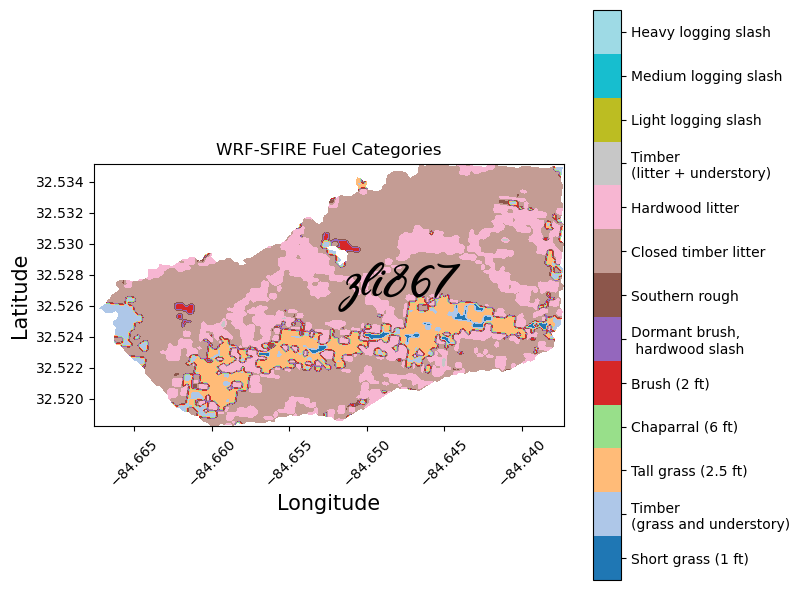 WRF-SFIRE Fuel Categories
Latitude
32.534
32.532
32.530
32.528
32.526
32.524
32.522
32.520
zli867
−84.665
−84.660
−84.655
−84.650
−84.645
−84.640
Longitude
Heavy logging slash
Medium logging slash
Light logging slash
Timber
(litter + understory)
Hardwood litter
Closed timber litter
Southern rough
Dormant brush,
hardwood slash
Brush (2 ft)
Chaparral (6 ft)
Tall grass (2.5 ft)
Timber
(grass and understory)
Short grass (1 ft)